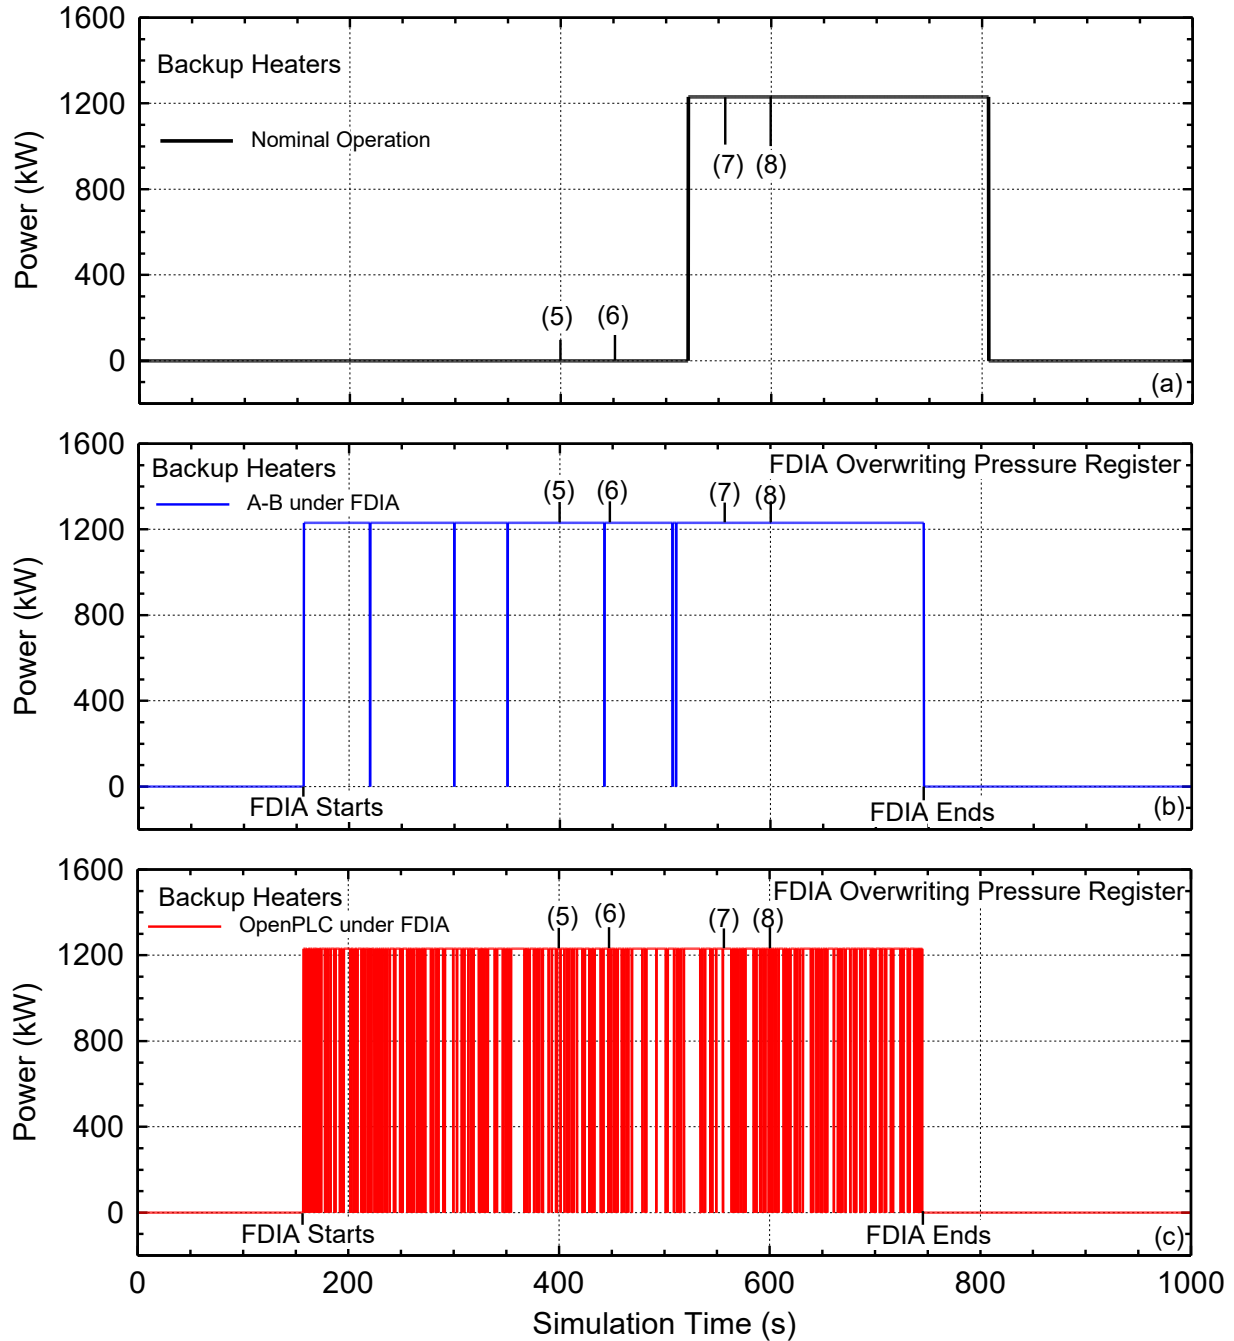 1600
Backup Heaters
1200
Nominal Operation
(7) (8)
800
Power (kW)
400
(5) (6)
0
(a)
1600
Backup Heaters
FDIA Overwriting Pressure Register
A-B under FDIA
(5) (6) (7) (8)
1200
800
Power (kW)
400
0
FDIA Starts
FDIA Ends
(b)
1600
Backup Heaters
FDIA Overwriting Pressure Register
OpenPLC under FDIA
(5) (6) (7) (8)
1200
800
Power (kW)
400
0
FDIA Starts
FDIA Ends
(c)
0 200 400 600 800 1000
Simulation Time (s)